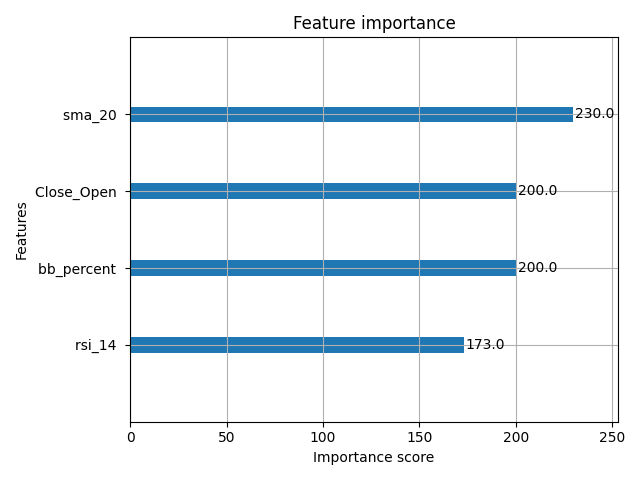 Feature importance
sma_20 230.0
Close_Open 200.0
bb_percent 200.0
rsi_14 173.0
Features
0 50 100 150 200 250
Importance score